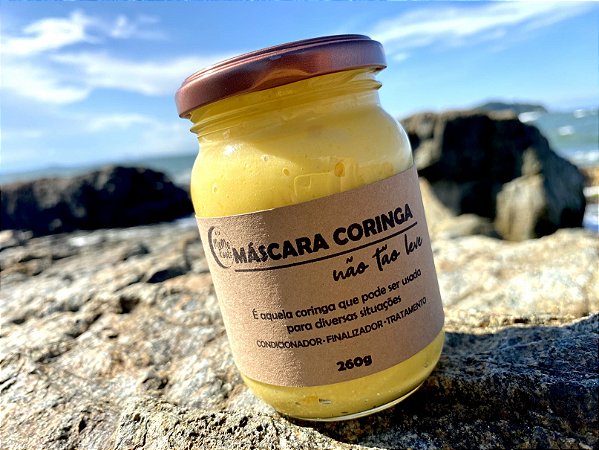 MÁSCARA CORINGA
não tão leve
É aquela coringa que pode ser usada
para diversas situações
CONDICIONADOR • FINALIZADOR • TRATAMENTO
260g